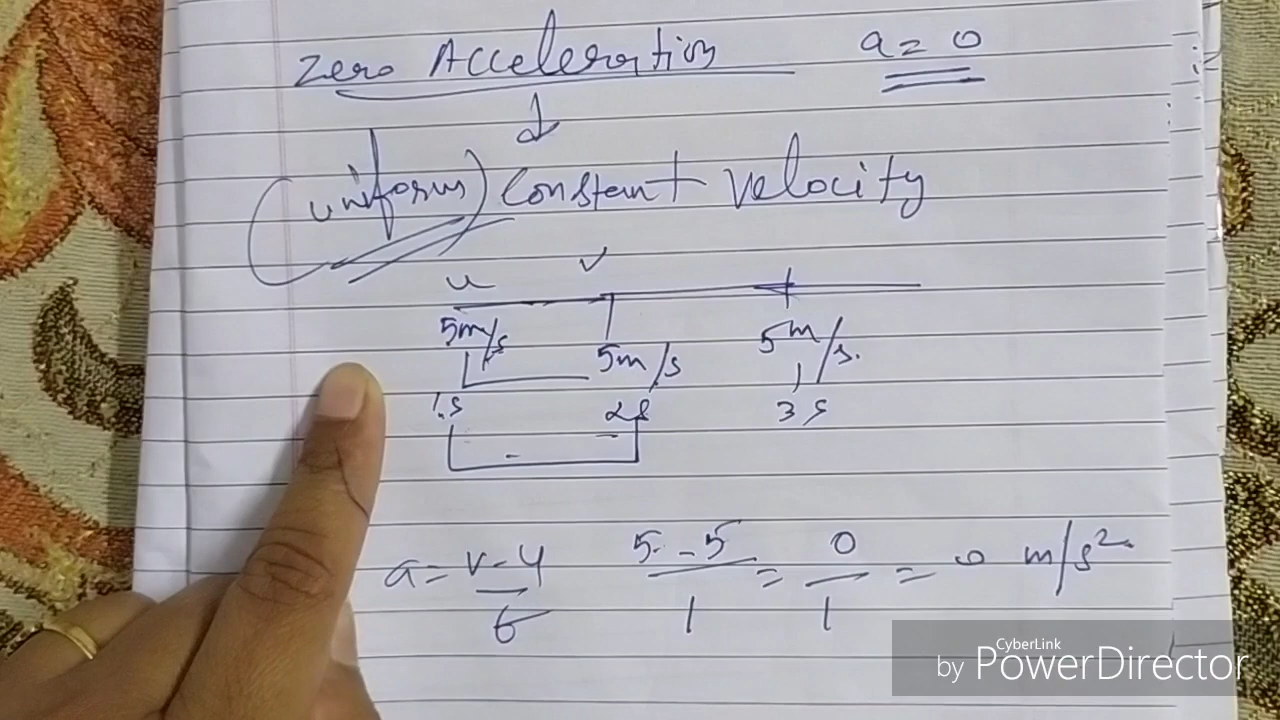 Zero Acceleration a = 0
(uniform) Constant Velocity
u v
5m/s 5m/s 5m/s.
1s 2s 3s
a = v-u/t 5-5/1 = 0/1 = 0 m/s²
CyberLink
by PowerDirector